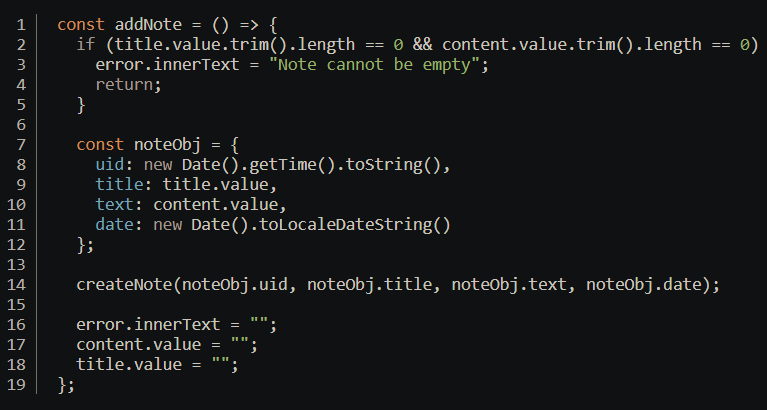 1 const addNote = () => {
2 if (title.value.trim().length == 0 && content.value.trim().length == 0)
3 error.innerText = "Note cannot be empty";
4 return;
5 }
6
7 const noteObj = {
8 uid: new Date().getTime().toString(),
9 title: title.value,
10 text: content.value,
11 date: new Date().toLocaleDateString()
12 };
13
14 createNote(noteObj.uid, noteObj.title, noteObj.text, noteObj.date);
15
16 error.innerText = "";
17 content.value = "";
18 title.value = "";
19 };